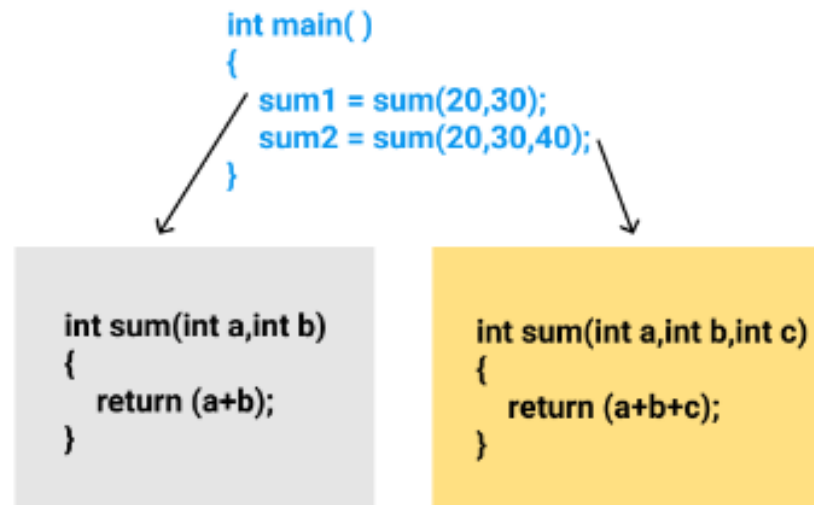 int main( )
{
sum1 = sum(20,30);
sum2 = sum(20,30,40);
}
int sum(int a,int b)
{
return (a+b);
}
int sum(int a,int b,int c)
{
return (a+b+c);
}